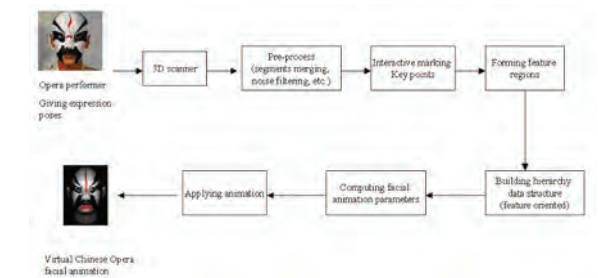 Opera performer
Giving expression
poses
3D scanner
Pre-process
(segments merging,
noise filtering, etc.)
Interactive marking
Key points
Forming feature
regions
Building hierarchy
data structure
(feature oriented)
Computing facial
animation parameters
Applying animation
Virtual Chinese Opera
facial animation